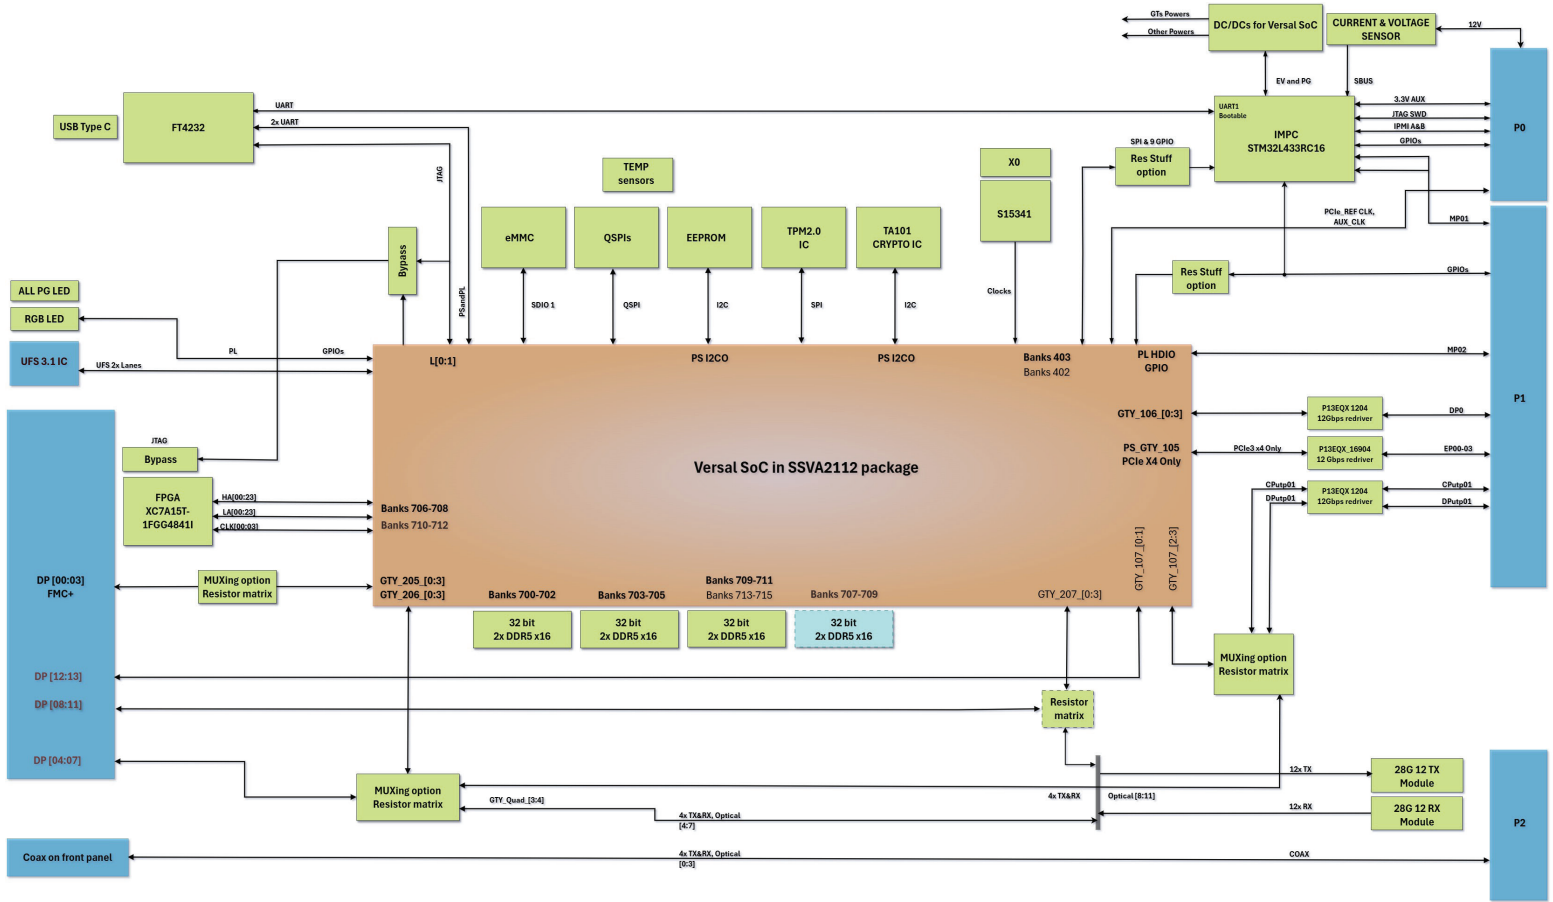 GTs Powers
Other Powers
DC/DCs for Versal SoC
CURRENT & VOLTAGE
SENSOR
12V
EV and PG
SBUS
USB Type C
FT4232
UART
2x UART
JTAG
PSandPL
UART1
Bootable
IMPC
STM32L433RC16
3.3V AUX
JTAG SWD
IPMI A&B
GPIOs
P0
SPI & 9 GPIO
Res Stuff
option
TEMP
sensors
X0
S15341
Clocks
PCIe_REF CLK,
AUX_CLK
MP01
Bypass
eMMC
SDIO 1
QSPIs
QSPI
EEPROM
I2C
TPM2.0
IC
SPI
TA101
CRYPTO IC
I2C
Res Stuff
option
GPIOs
ALL PG LED
RGB LED
PL
GPIOs
UFS 3.1 IC
UFS 2x Lanes
L[0:1]
PS I2CO
PS I2CO
Banks 403
Banks 402
PL HDIO
GPIO
MP02
P1
GTY_106_[0:3]
P13EQX 1204
12Gbps redriver
DP0
PS_GTY_105
PCIe X4 Only
PCIe3 x4 Only
P13EQX_16904
12 Gbps redriver
EP00-03
Versal SoC in SSVA2112 package
CPutp01
DPutp01
P13EQX 1204
12Gbps redriver
CPutp01
DPutp01
JTAG
Bypass
FPGA
XC7A15T-
1FGG4841I
HA[00:23]
LA[00:23]
CLK[00:03]
Banks 706-708
Banks 710-712
DP [00:03]
FMC+
MUXing option
Resistor matrix
GTY_205_[0:3]
GTY_206_[0:3]
Banks 700-702
Banks 703-705
Banks 709-711
Banks 713-715
Banks 707-709
GTY_207_[0:3]
GTY_107_[0:1]
GTY_107_[2:3]
32 bit
2x DDR5 x16
32 bit
2x DDR5 x16
32 bit
2x DDR5 x16
32 bit
2x DDR5 x16
MUXing option
Resistor matrix
DP [12:13]
DP [08:11]
Resistor
matrix
DP [04:07]
MUXing option
Resistor matrix
GTY_Quad_[3:4]
4x TX&RX, Optical
[4:7]
4x TX&RX
Optical [8:11]
12x TX
28G 12 TX
Module
12x RX
28G 12 RX
Module
P2
Coax on front panel
4x TX&RX, Optical
[0:3]
COAX